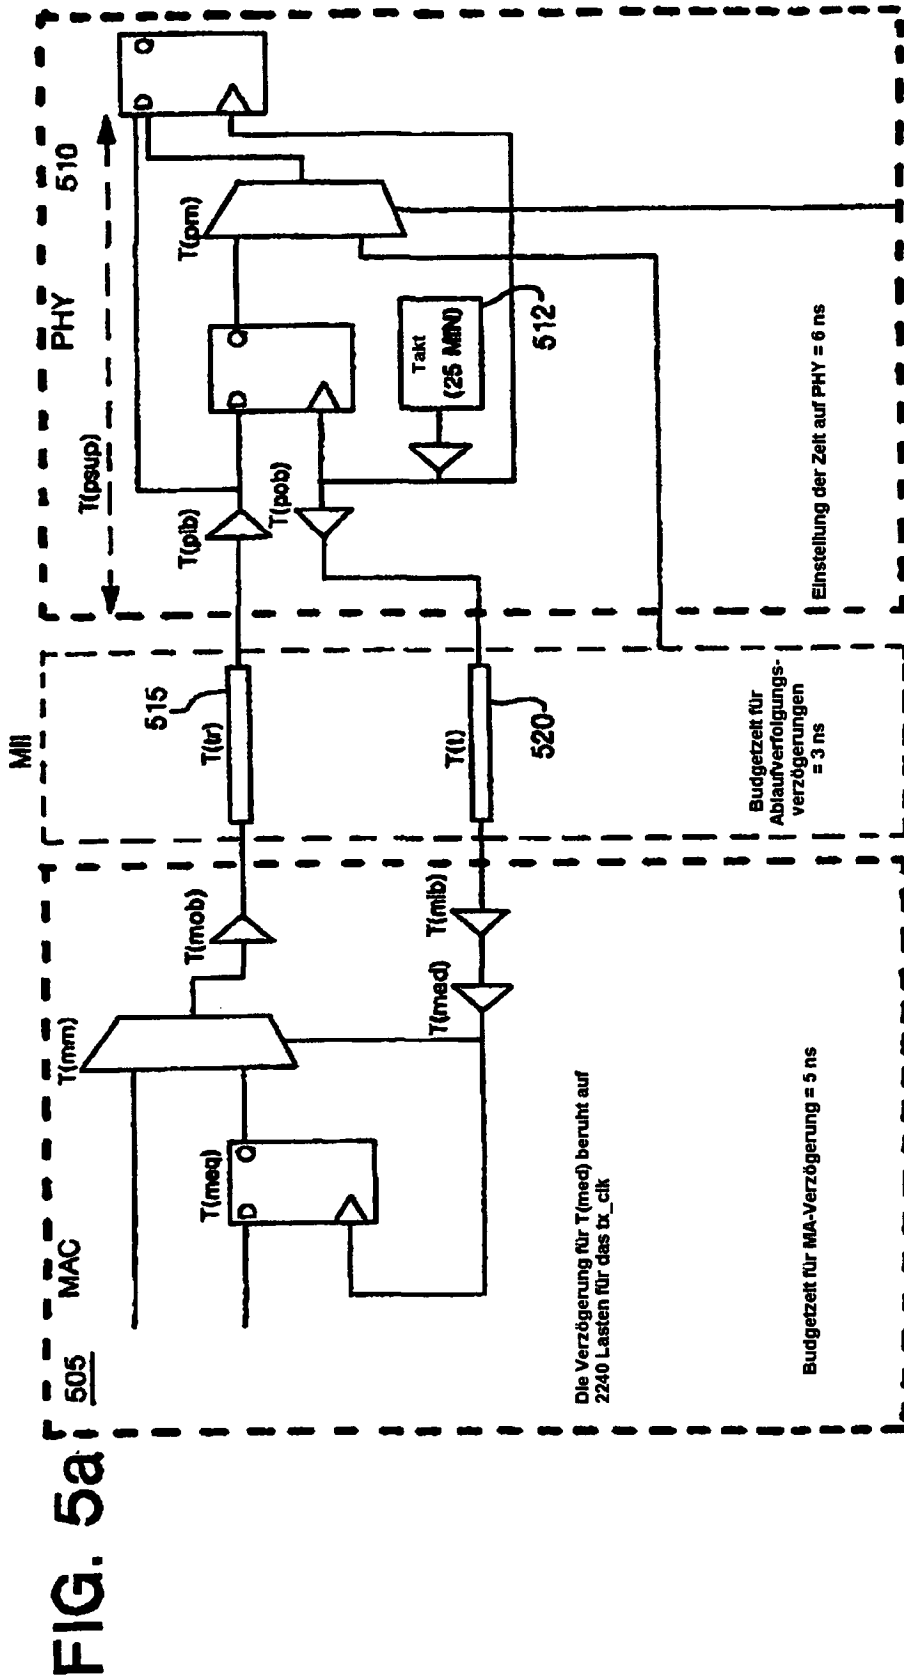 FIG. 5a
505
MAC
MII
PHY
510
T(psup)
T(mm)
T(meq)
D
Q
T(mob)
T(med)
T(mib)
515
T(tr)
T(t)
520
T(pib)
T(pob)
D
Q
T(pm)
D
Q
Takt
(25 MIN)
512
Die Verzögerung für T(med) beruht auf
2240 Lasten für das tx_clk
Budgetzeit für MA-Verzögerung = 5 ns
Budgetzeit für
Ablaufverfolgungs-
verzögerungen
= 3 ns
Einstellung der Zeit auf PHY = 6 ns